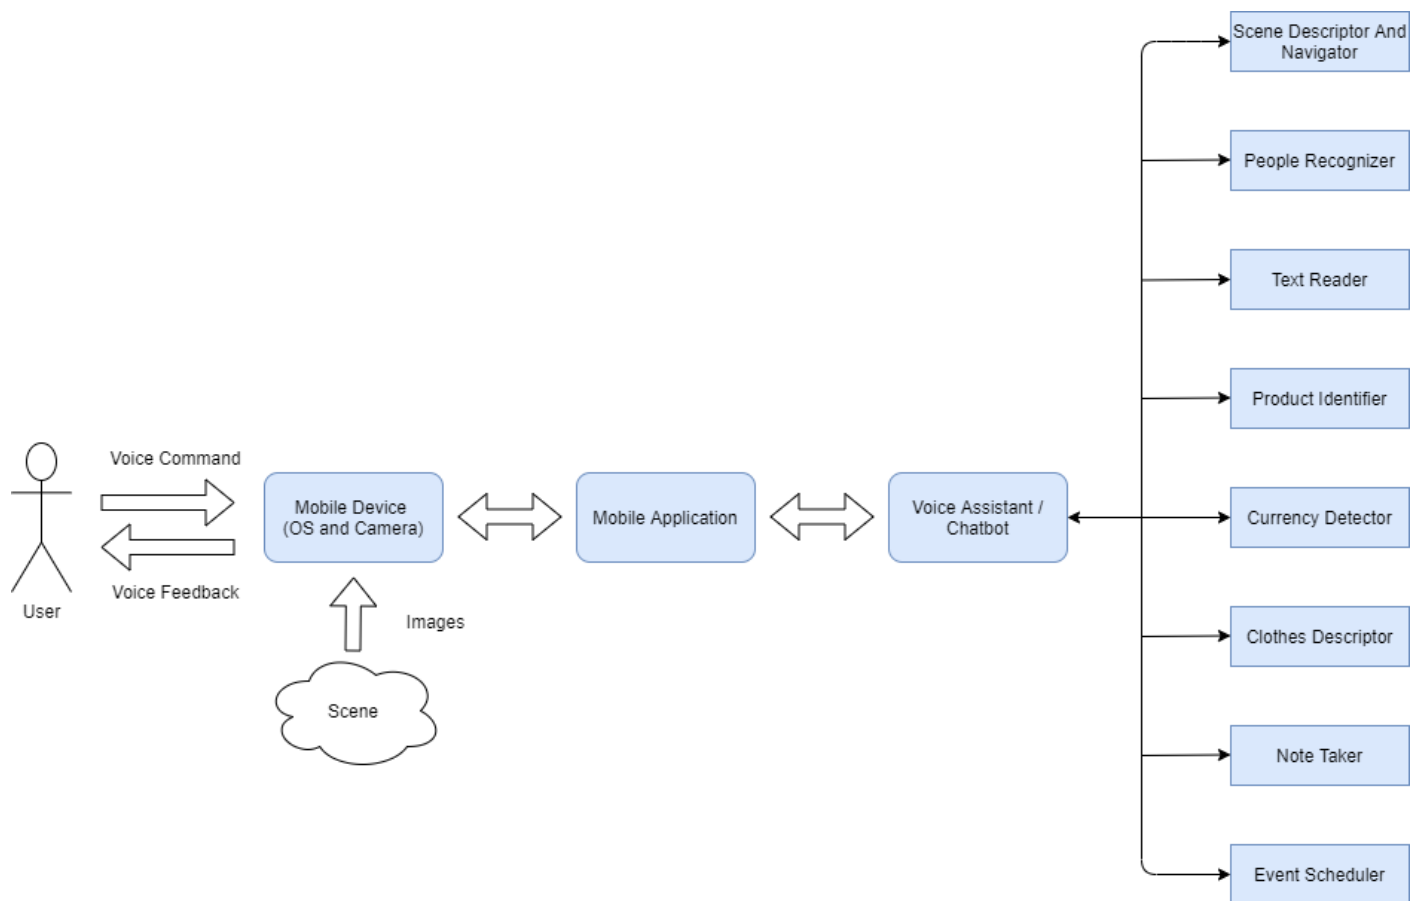 Scene Descriptor And
Navigator
People Recognizer
Text Reader
Product Identifier
Voice Command
Voice Feedback
User
Mobile Device
(OS and Camera)
Images
Scene
Mobile Application
Voice Assistant /
Chatbot
Currency Detector
Clothes Descriptor
Note Taker
Event Scheduler